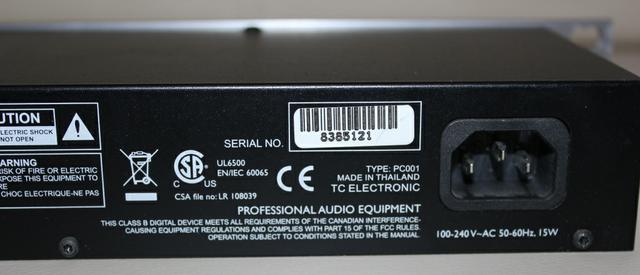 CAUTION
ELECTRIC SHOCK
NOT OPEN
WARNING
RISK OF FIRE OR ELECTRIC
EXPOSE THIS EQUIPMENT TO
CHOC ELECTRIQUE-NE PAS
SERIAL NO.
8385121
UL6500
EN/IEC 60065
C US
CSA file no: LR 108039
TYPE: PC001
MADE IN THAILAND
TC ELECTRONIC
CE
PROFESSIONAL AUDIO EQUIPMENT
THIS CLASS B DIGITAL DEVICE MEETS ALL REQUIREMENTS OF THE CANADIAN INTERFERENCE-
CAUSING EQUIPMENT REGULATIONS AND COMPLIES WITH PART 15 OF THE FCC RULES.
OPERATION SUBJECT TO CONDITIONS STATED IN THE MANUAL.
100-240V~AC 50-60Hz, 15W